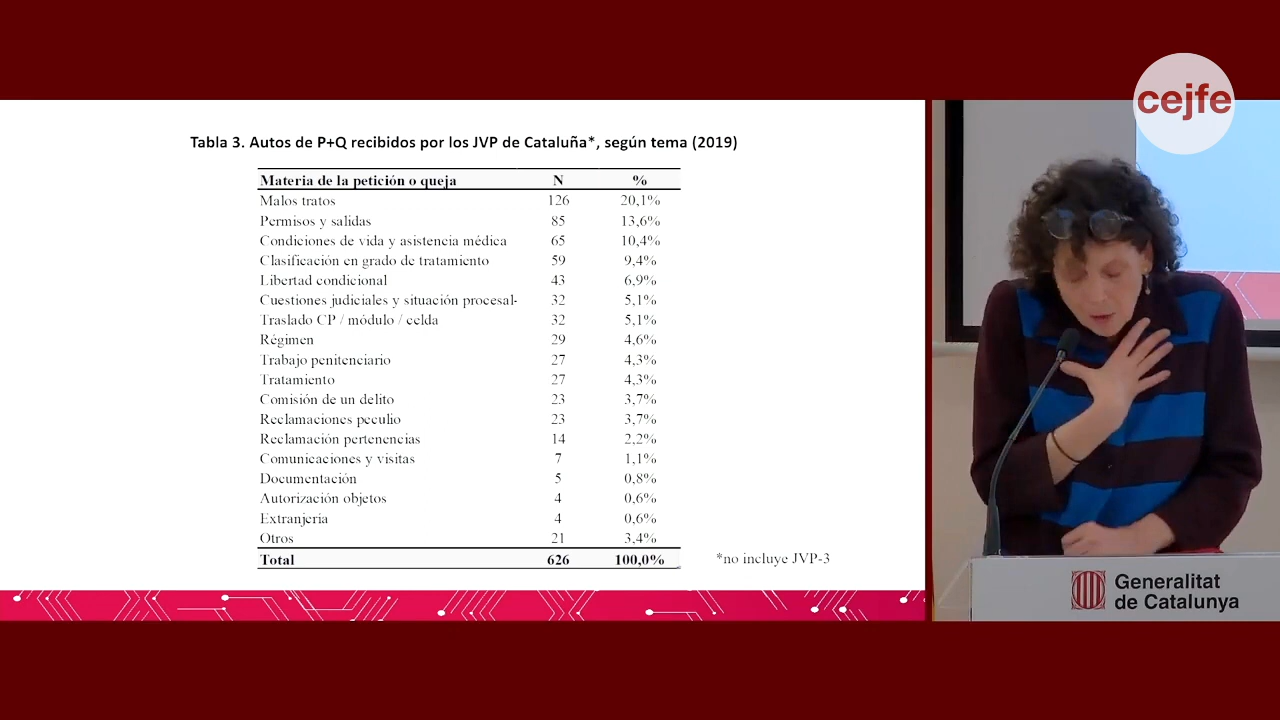 cejfe
Tabla 3. Autos de P+Q recibidos por los JVP de Cataluña*, según tema (2019)
Materia de la petición o queja N %
Malos tratos 126 20,1%
Permisos y salidas 85 13,6%
Condiciones de vida y asistencia médica 65 10,4%
Clasificación en grado de tratamiento 59 9,4%
Libertad condicional 43 6,9%
Cuestiones judiciales y situación procesal- 32 5,1%
Traslado CP / módulo / celda 32 5,1%
Régimen 29 4,6%
Trabajo penitenciario 27 4,3%
Tratamiento 27 4,3%
Comisión de un delito 23 3,7%
Reclamaciones peculio 23 3,7%
Reclamación pertenencias 14 2,2%
Comunicaciones y visitas 7 1,1%
Documentación 5 0,8%
Autorización objetos 4 0,6%
Extranjería 4 0,6%
Otros 21 3,4%
Total 626 100,0%
*no incluye JVP-3
Generalitat
de Catalunya